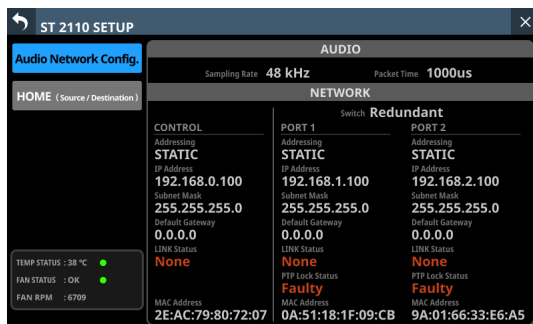 ST 2110 SETUP
Audio Network Config.
HOME ( Source / Destination )
TEMP STATUS : 38 °C
FAN STATUS : OK
FAN RPM : 6709
AUDIO
Sampling Rate 48 kHz Packet Time 1000us
NETWORK
Switch Redundant
CONTROL
Addressing
STATIC
IP Address
192.168.0.100
Subnet Mask
255.255.255.0
Default Gateway
0.0.0.0
LINK Status
None
MAC Address
2E:AC:79:80:72:07
PORT 1
Addressing
STATIC
IP Address
192.168.1.100
Subnet Mask
255.255.255.0
Default Gateway
0.0.0.0
LINK Status
None
PTP Lock Status
Faulty
MAC Address
0A:51:18:1F:09:CB
PORT 2
Addressing
STATIC
IP Address
192.168.2.100
Subnet Mask
255.255.255.0
Default Gateway
0.0.0.0
LINK Status
None
PTP Lock Status
Faulty
MAC Address
9A:01:66:33:E6:A5